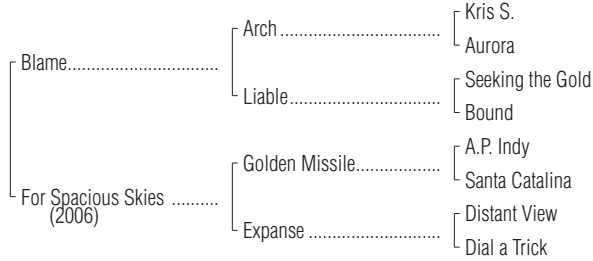 Kris S.
Arch
Aurora
Blame
Seeking the Gold
Liable
Bound
A.P. Indy
Golden Missile
Santa Catalina
For Spacious Skies
(2006)
Distant View
Expanse
Dial a Trick